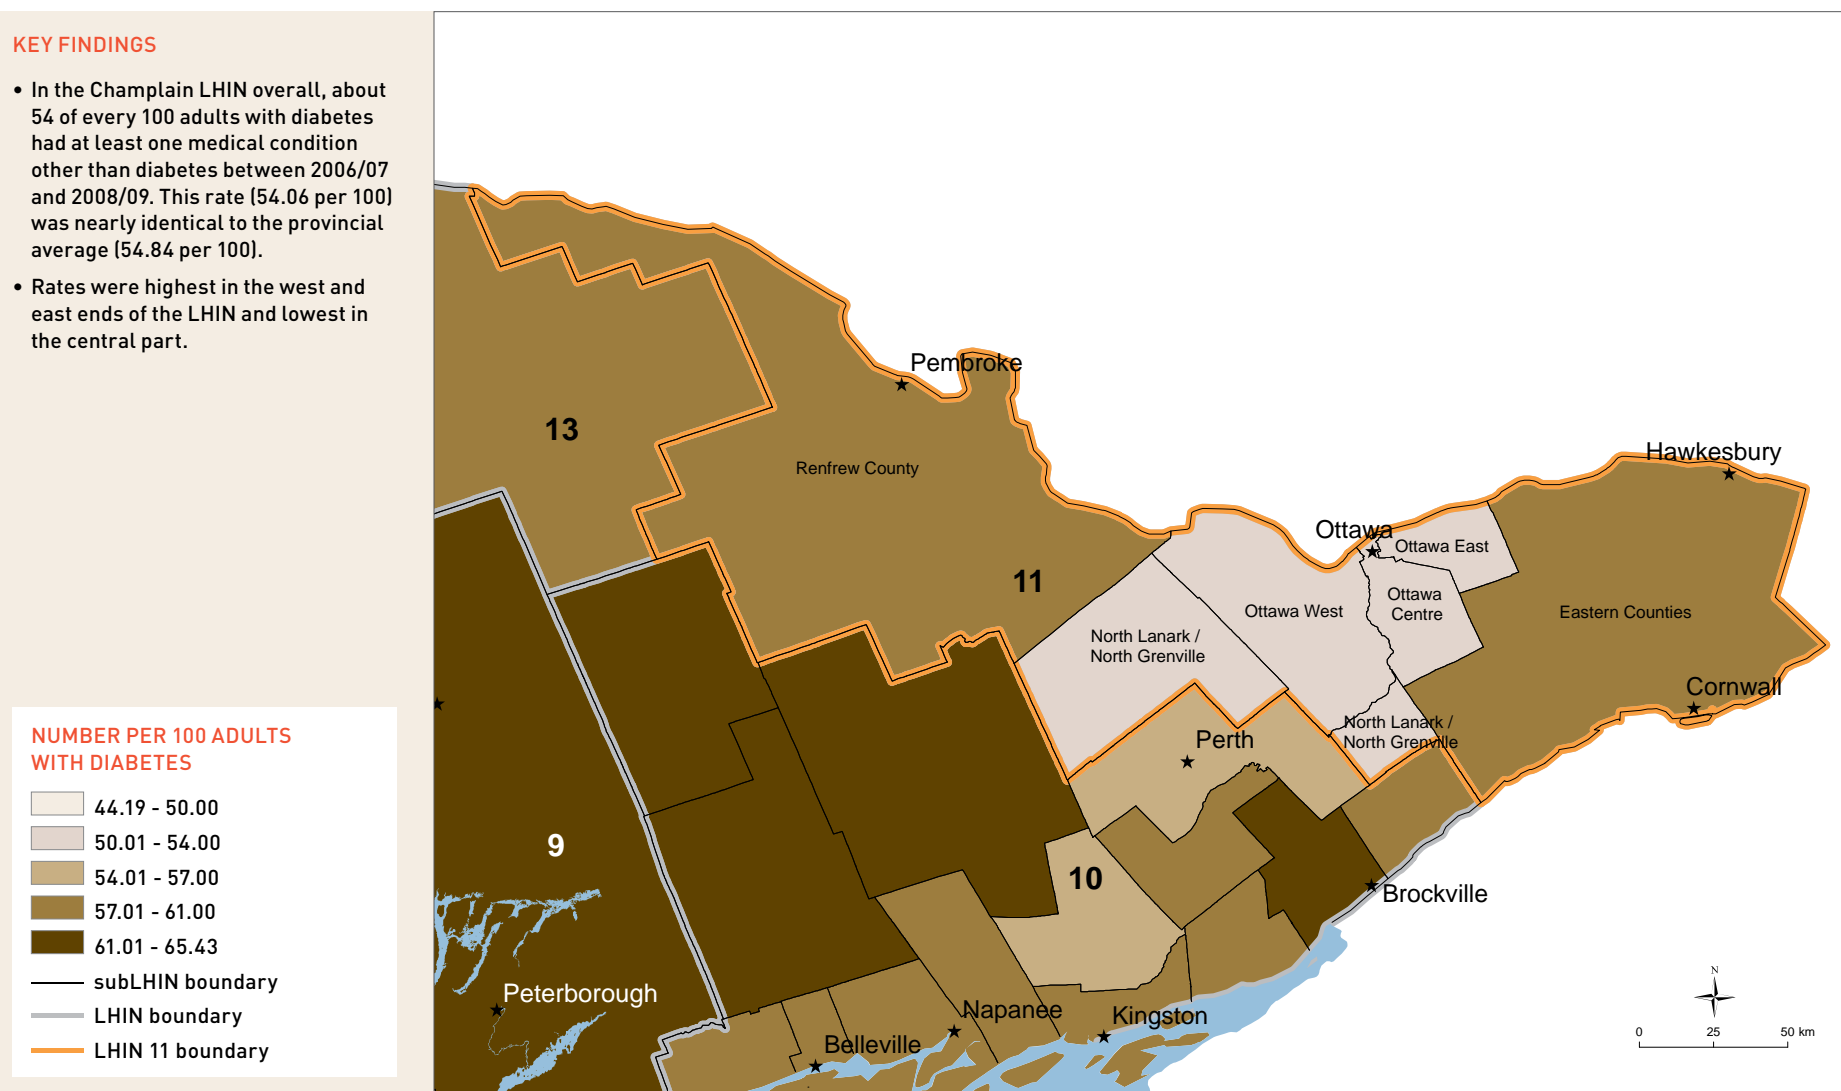 KEY FINDINGS
• In the Champlain LHIN overall, about
54 of every 100 adults with diabetes
had at least one medical condition
other than diabetes between 2006/07
and 2008/09. This rate (54.06 per 100)
was nearly identical to the provincial
average (54.84 per 100).
• Rates were highest in the west and
east ends of the LHIN and lowest in
the central part.
NUMBER PER 100 ADULTS
WITH DIABETES
44.19 - 50.00
50.01 - 54.00
54.01 - 57.00
57.01 - 61.00
61.01 - 65.43
subLHIN boundary
LHIN boundary
LHIN 11 boundary
Pembroke
13
Renfrew County
Hawkesbury
Ottawa
Ottawa East
11
Ottawa
Centre
Ottawa West
Eastern Counties
North Lanark /
North Grenville
Cornwall
North Lanark /
North Grenville
Perth
9
10
Brockville
Peterborough
Napanee
Kingston
Belleville
N
0 25 50 km